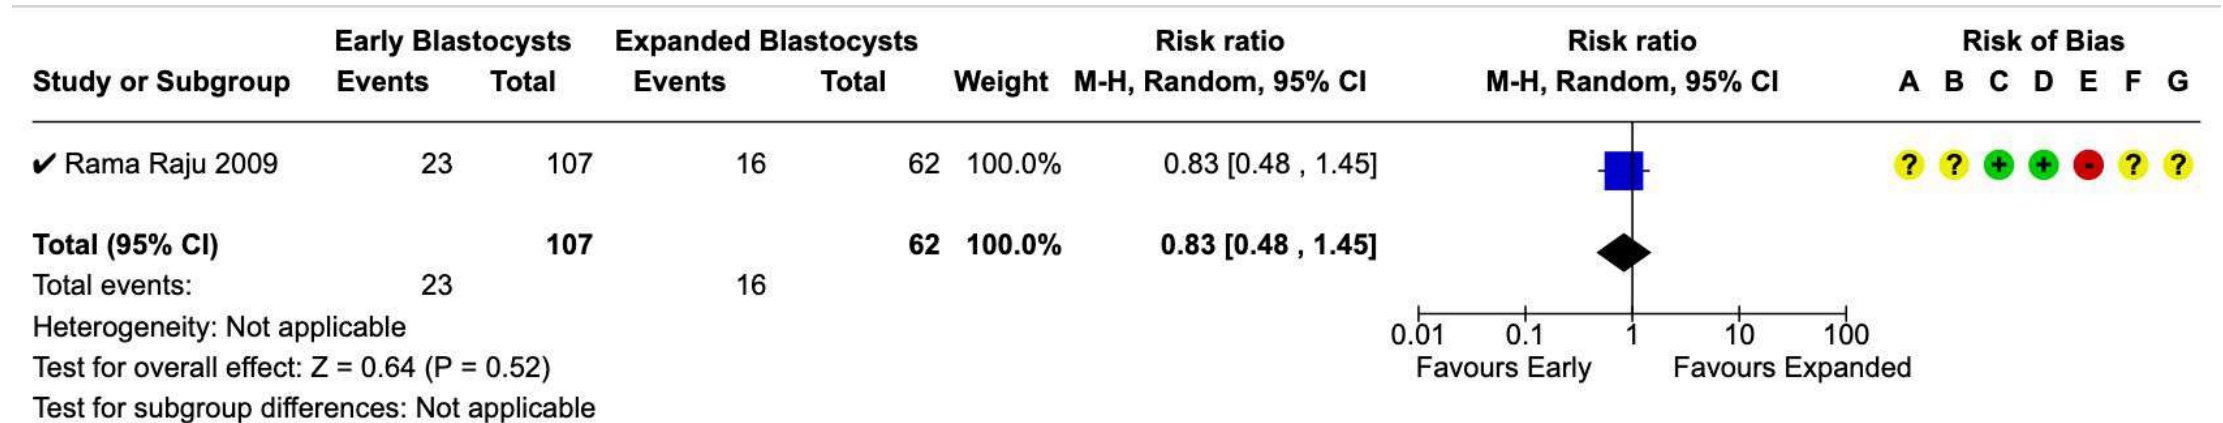 Early Blastocysts Expanded Blastocysts Risk ratio Risk ratio Risk of Bias
Study or Subgroup Events Total Events Total Weight M-H, Random, 95% CI M-H, Random, 95% CI A B C D E F G
✔ Rama Raju 2009 23 107 16 62 100.0% 0.83 [0.48 , 1.45] ? ? + + - ? ?
Total (95% CI) 107 62 100.0% 0.83 [0.48 , 1.45]
Total events: 23 16
Heterogeneity: Not applicable
0.01 0.1 1 10 100
Test for overall effect: Z = 0.64 (P = 0.52)
Favours Early Favours Expanded
Test for subgroup differences: Not applicable